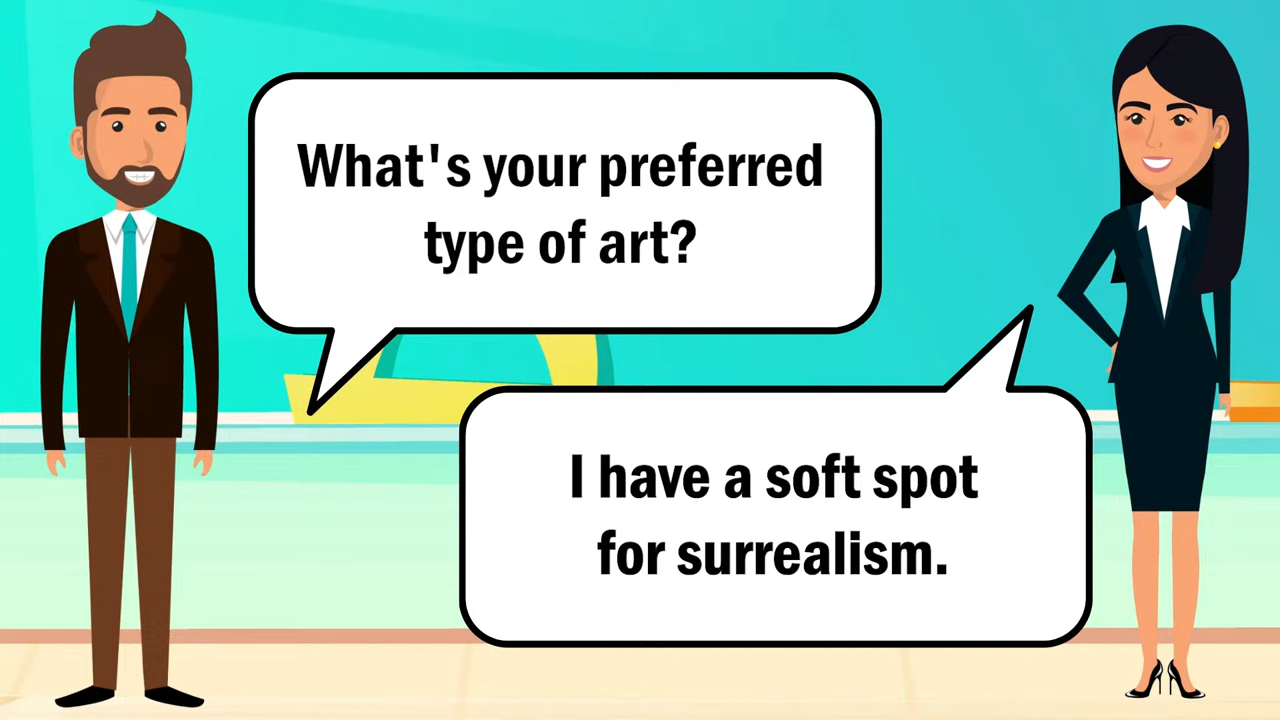 What's your preferred
type of art?
I have a soft spot
for surrealism.